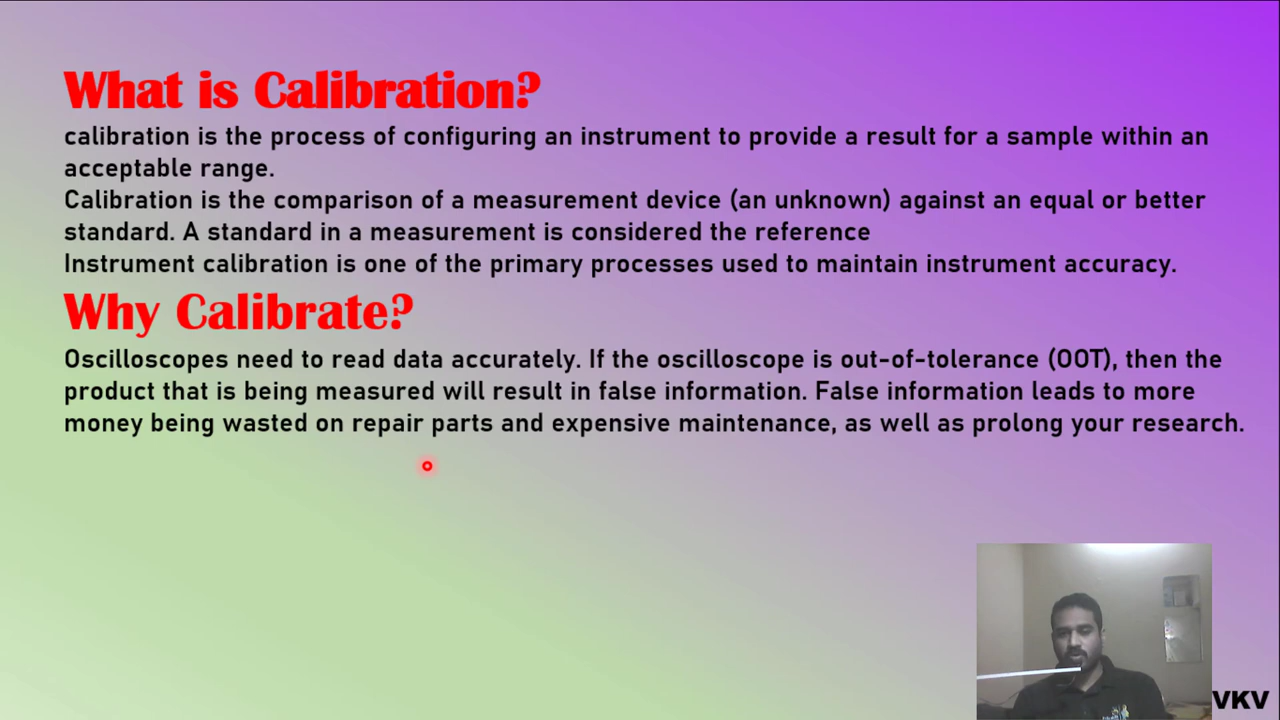 What is Calibration?
calibration is the process of configuring an instrument to provide a result for a sample within an
acceptable range.
Calibration is the comparison of a measurement device (an unknown) against an equal or better
standard. A standard in a measurement is considered the reference
Instrument calibration is one of the primary processes used to maintain instrument accuracy.
Why Calibrate?
Oscilloscopes need to read data accurately. If the oscilloscope is out-of-tolerance (OOT), then the
product that is being measured will result in false information. False information leads to more
money being wasted on repair parts and expensive maintenance, as well as prolong your research.
VKV